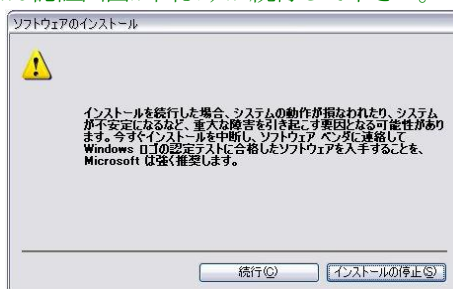 ソフトウェアのインストール
インストールを続行した場合、システムの動作が損なわれたり、システム
が不安定になるなど、重大な障害を引き起こす要因となる可能性があり
ます。今すぐインストールを中断し、ソフトウェア ベンダに連絡して
Windows ロゴの認定テストに合格したソフトウェアを入手することを、
Microsoft は強く推奨します。
続行(C)
インストールの停止(S)